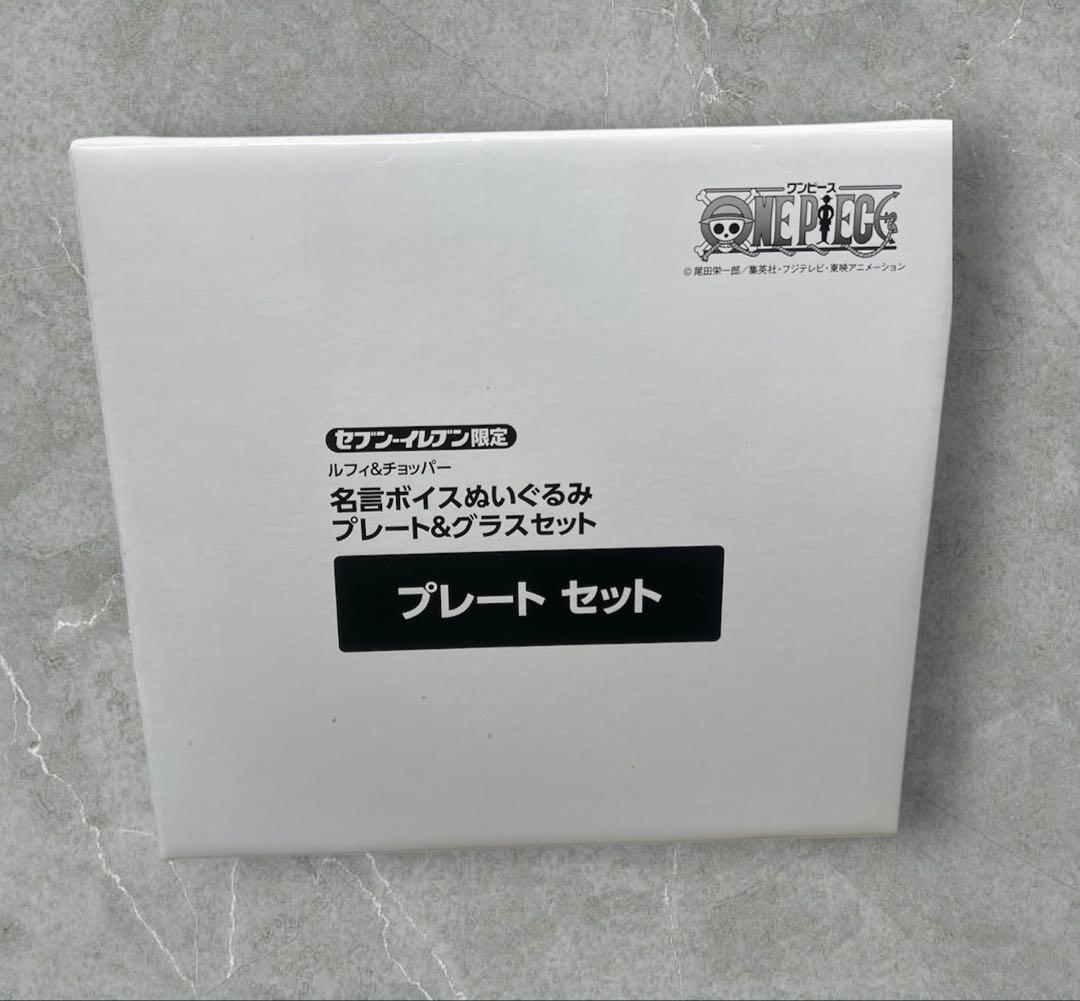 ワンピース
ONE PIECE
©尾田栄一郎／集英社・フジテレビ・東映アニメーション
セブン-イレブン限定
ルフィ&チョッパー
名言ボイスぬいぐるみ
プレート&グラスセット
プレート セット